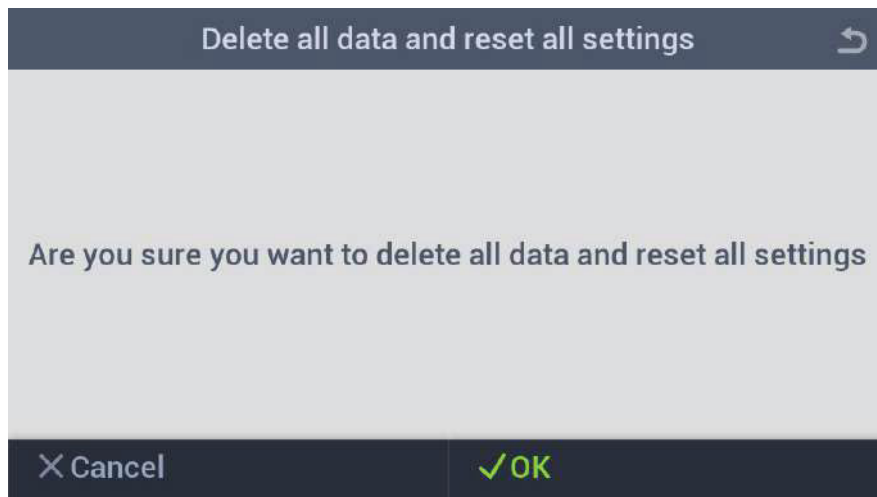 Delete all data and reset all settings
Are you sure you want to delete all data and reset all settings
Cancel
OK